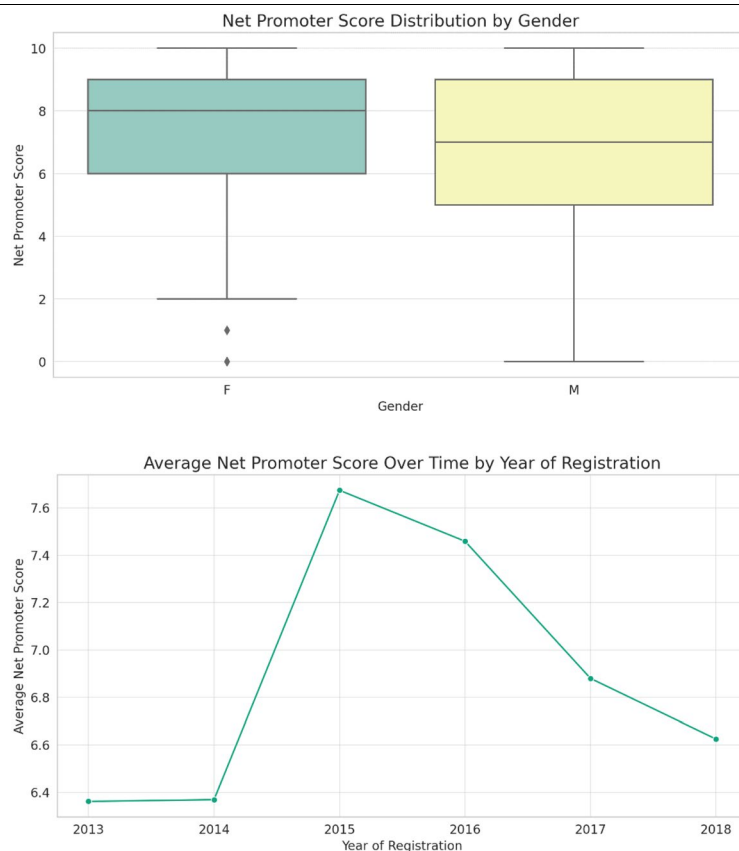 Net Promoter Score Distribution by Gender
10
8
6
4
2
0
Net Promoter Score
F
M
Gender
Average Net Promoter Score Over Time by Year of Registration
7.6
7.4
7.2
7.0
6.8
6.6
6.4
Average Net Promoter Score
2013
2014
2015
2016
2017
2018
Year of Registration